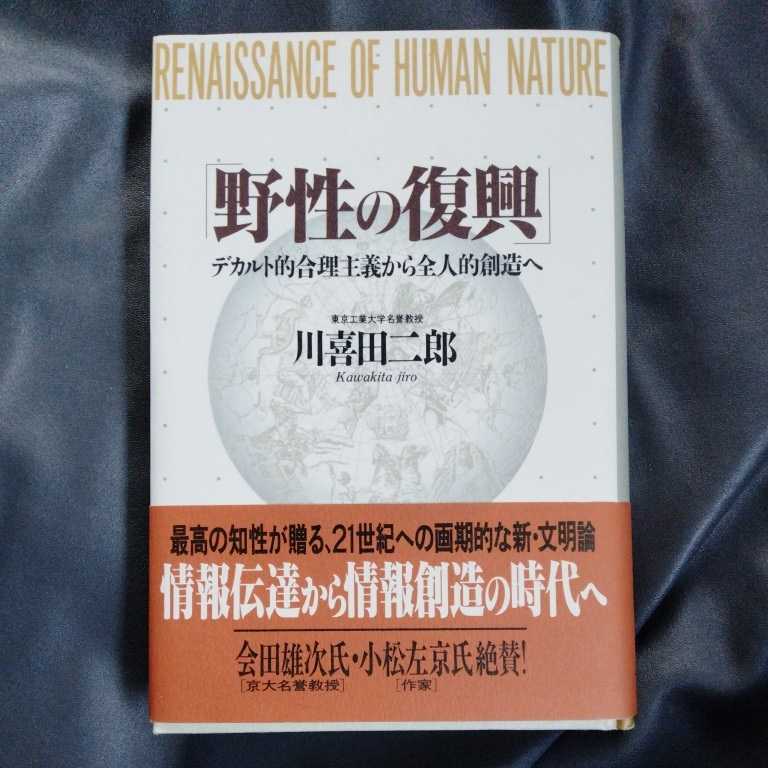 RENAISSANCE OF HUMAN NATURE
「野性の復興」
デカルト的合理主義から全人的創造へ
東京工業大学名誉教授
川喜田二郎
Kawakita jiro
最高の知性が贈る、21世紀への画期的な新・文明論
情報伝達から情報創造の時代へ
会田雄次氏・小松左京氏絶賛!
[京大名誉教授] [作家]